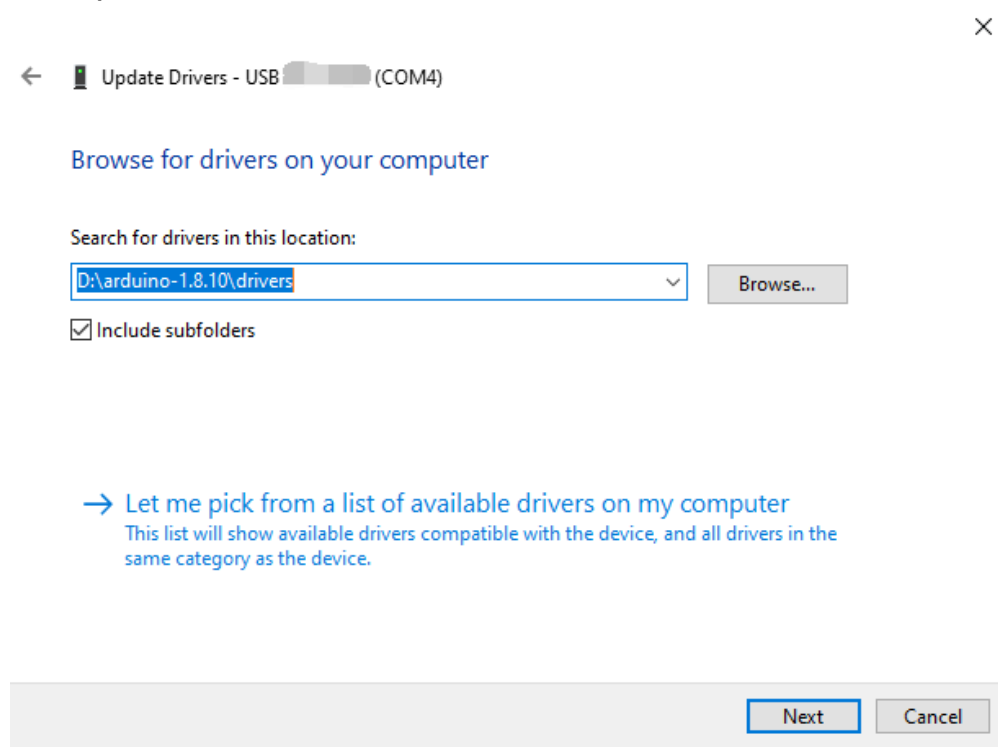 Update Drivers - USB (COM4)
Browse for drivers on your computer
Search for drivers in this location:
D:\arduino-1.8.10\drivers
Browse...
Include subfolders
Let me pick from a list of available drivers on my computer
This list will show available drivers compatible with the device, and all drivers in the
same category as the device.
Next
Cancel